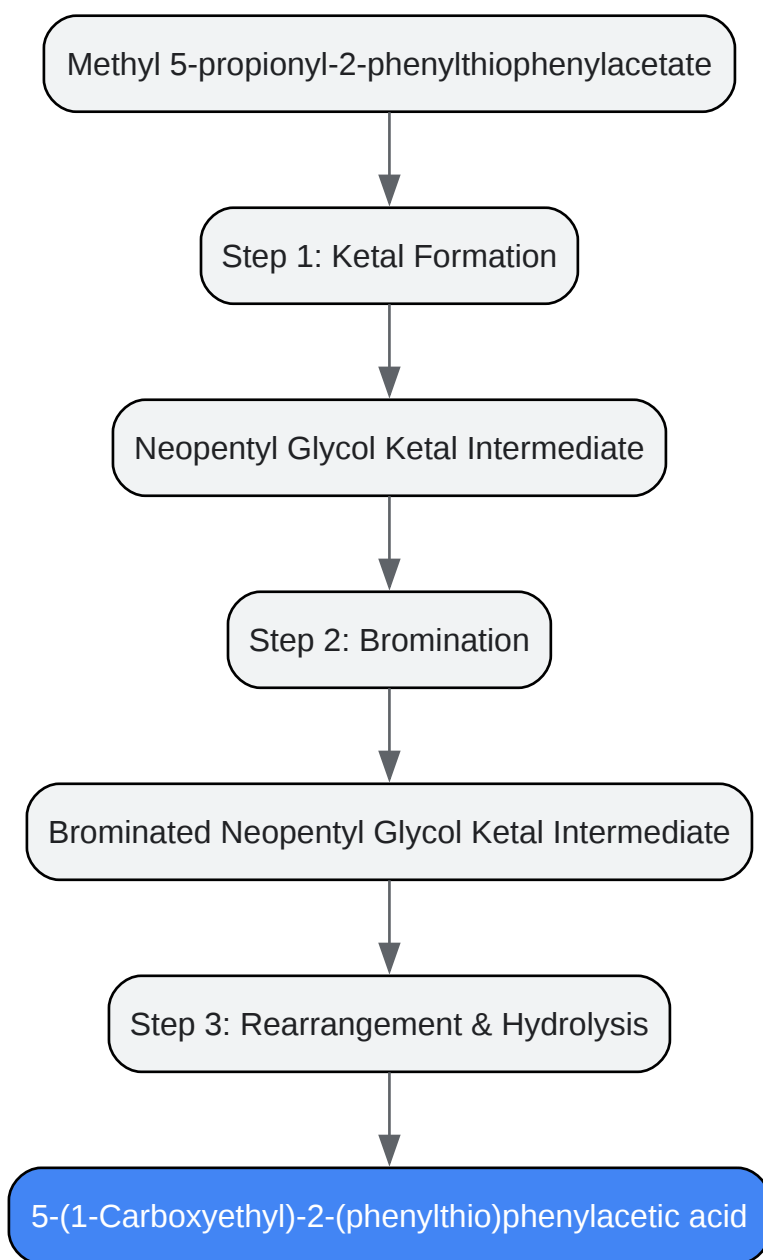 Methyl 5-propionyl-2-phenylthiophenylacetate
Step 1: Ketal Formation
Neopentyl Glycol Ketal Intermediate
Step 2: Bromination
Brominated Neopentyl Glycol Ketal Intermediate
Step 3: Rearrangement & Hydrolysis
5-(1-Carboxyethyl)-2-(phenylthio)phenylacetic acid